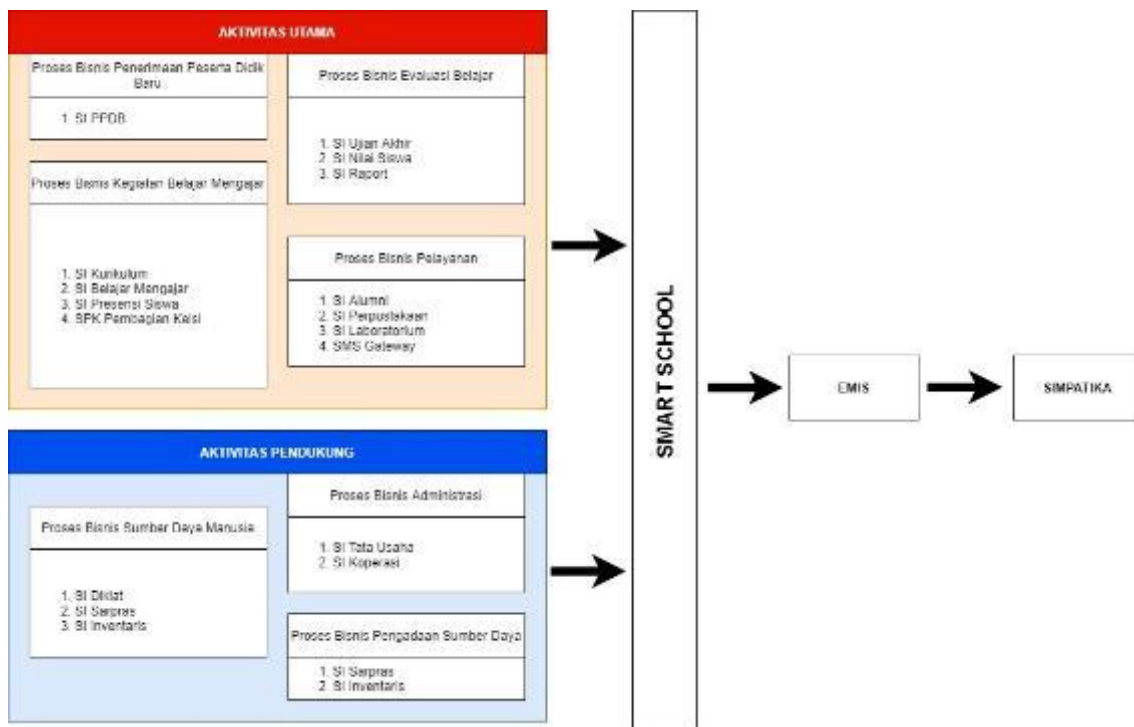 AKTIVITAS UTAMA
Proses Bisnis Penerimaan Peserta Didik
Baru
1. SI PPDB
Proses Bisnis Kegiatan Belajar Mengajar
1. SI Kurikulum
2. SI Belajar Mengajar
3. SI Presensi Siswa
4. SPK Pembagian
Proses Bisnis Evaluasi Belajar
1. SI Ujian Akhir
2. SI Nilai Siswa
3. SI Raport
Proses Bisnis Pelayanan
1. SI Alumni
2. SI Perpustakaan
3. SI Laboratorium
4. SMS Gateway
AKTIVITAS PENDUKUNG
Proses Bisnis Sumber Daya Manusia
1. SI Diklat
2. SI Sarpras
3. SI Inventaris
Proses Bisnis Administrasi
1. SI Tata Usaha
2. SI Koperasi
Proses Bisnis Pengadaan Sumber Daya
1. SI Sarpras
2. SI Inventaris
SMART SCHOOL
EMIS
SIMPATIKA